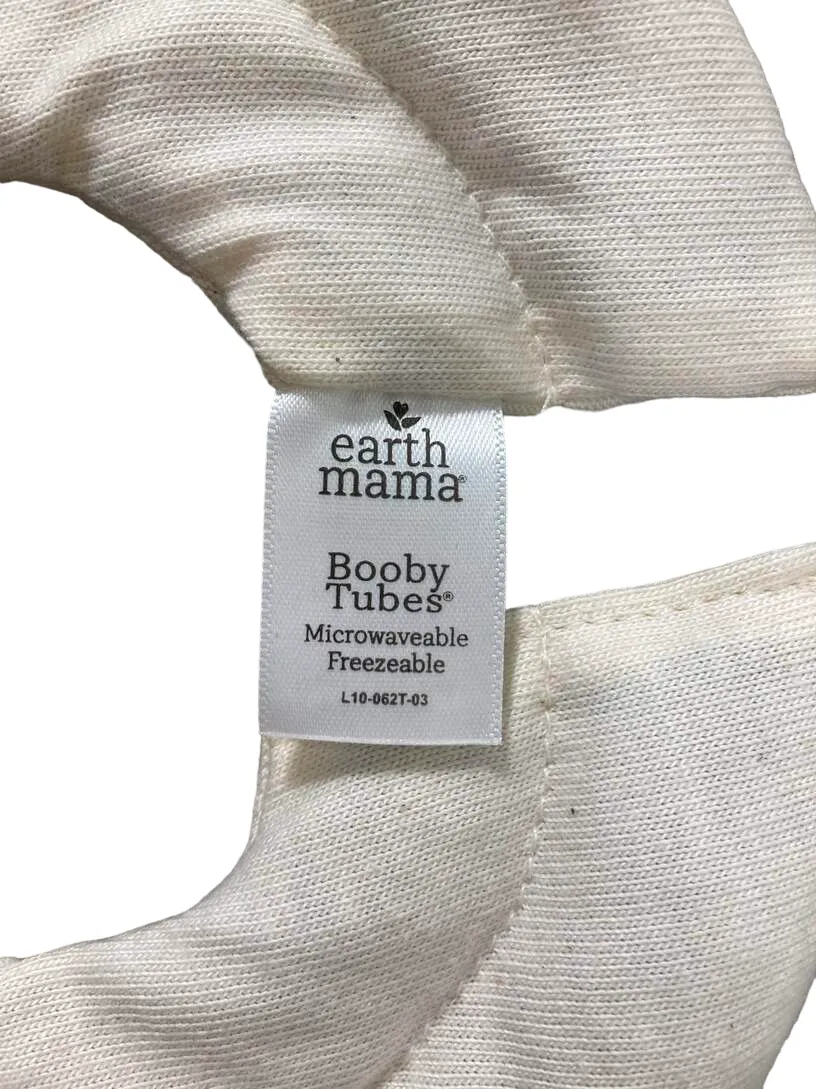 earth
mama®
Booby
Tubes®
Microwaveable
Freezeable
L10-062T-03